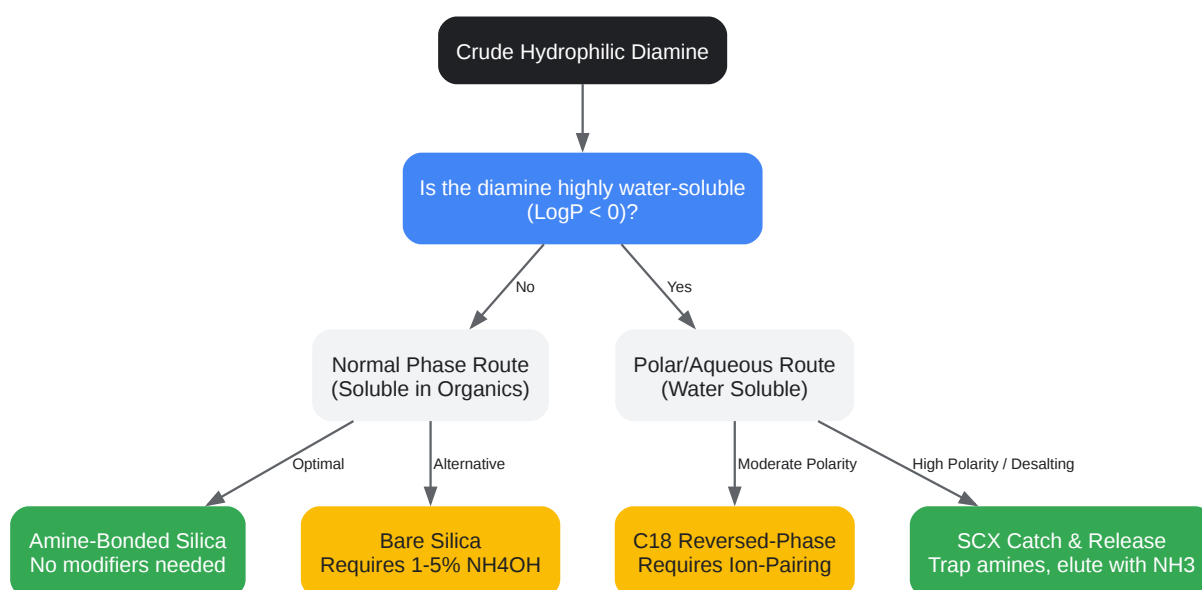 Crude Hydrophilic Diamine
Is the diamine highly water-soluble
(LogP < 0)?
No
Yes
Normal Phase Route
(Soluble in Organics)
Polar/Aqueous Route
(Water Soluble)
Optimal
Alternative
Moderate Polarity
High Polarity / Desalting
Amine-Bonded Silica
No modifiers needed
Bare Silica
Requires 1-5% NH4OH
C18 Reversed-Phase
Requires Ion-Pairing
SCX Catch & Release
Trap amines, elute with NH3